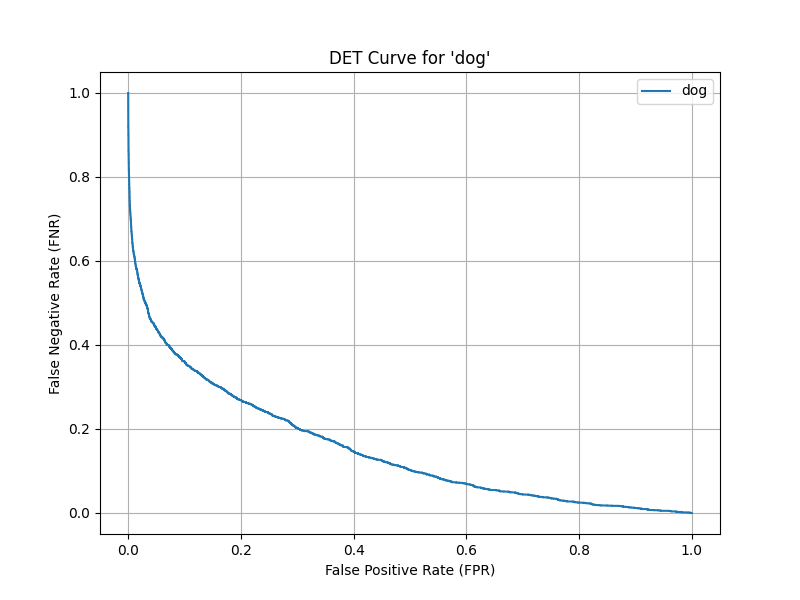 DET Curve for 'dog'
dog
1.0
0.8
0.6
0.4
0.2
0.0
False Negative Rate (FNR)
0.0 0.2 0.4 0.6 0.8 1.0
False Positive Rate (FPR)